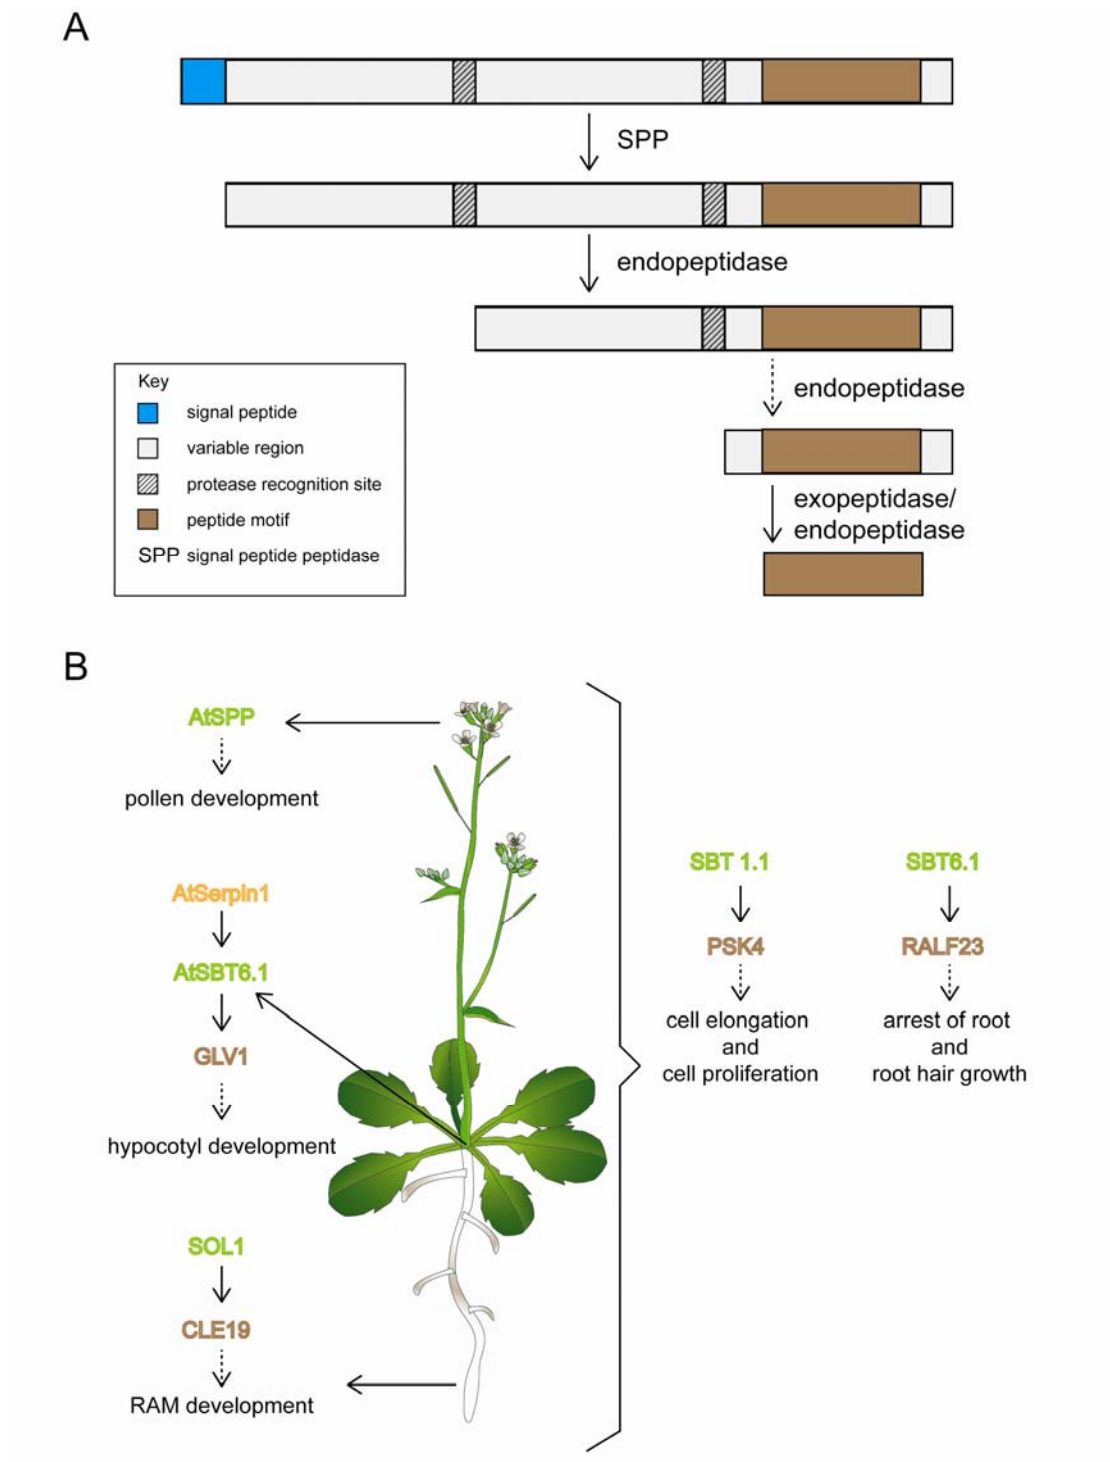 A
SPP
endopeptidase
endopeptidase
exopeptidase/
endopeptidase
Key
signal peptide
variable region
protease recognition site
peptide motif
SPP signal peptide peptidase
B
AtSPP
pollen development
AtSerpin1
AtSBT6.1
GLV1
hypocotyl development
SOL1
CLE19
RAM development
SBT 1.1
PSK4
cell elongation
and
cell proliferation
SBT6.1
RALF23
arrest of root
and
root hair growth